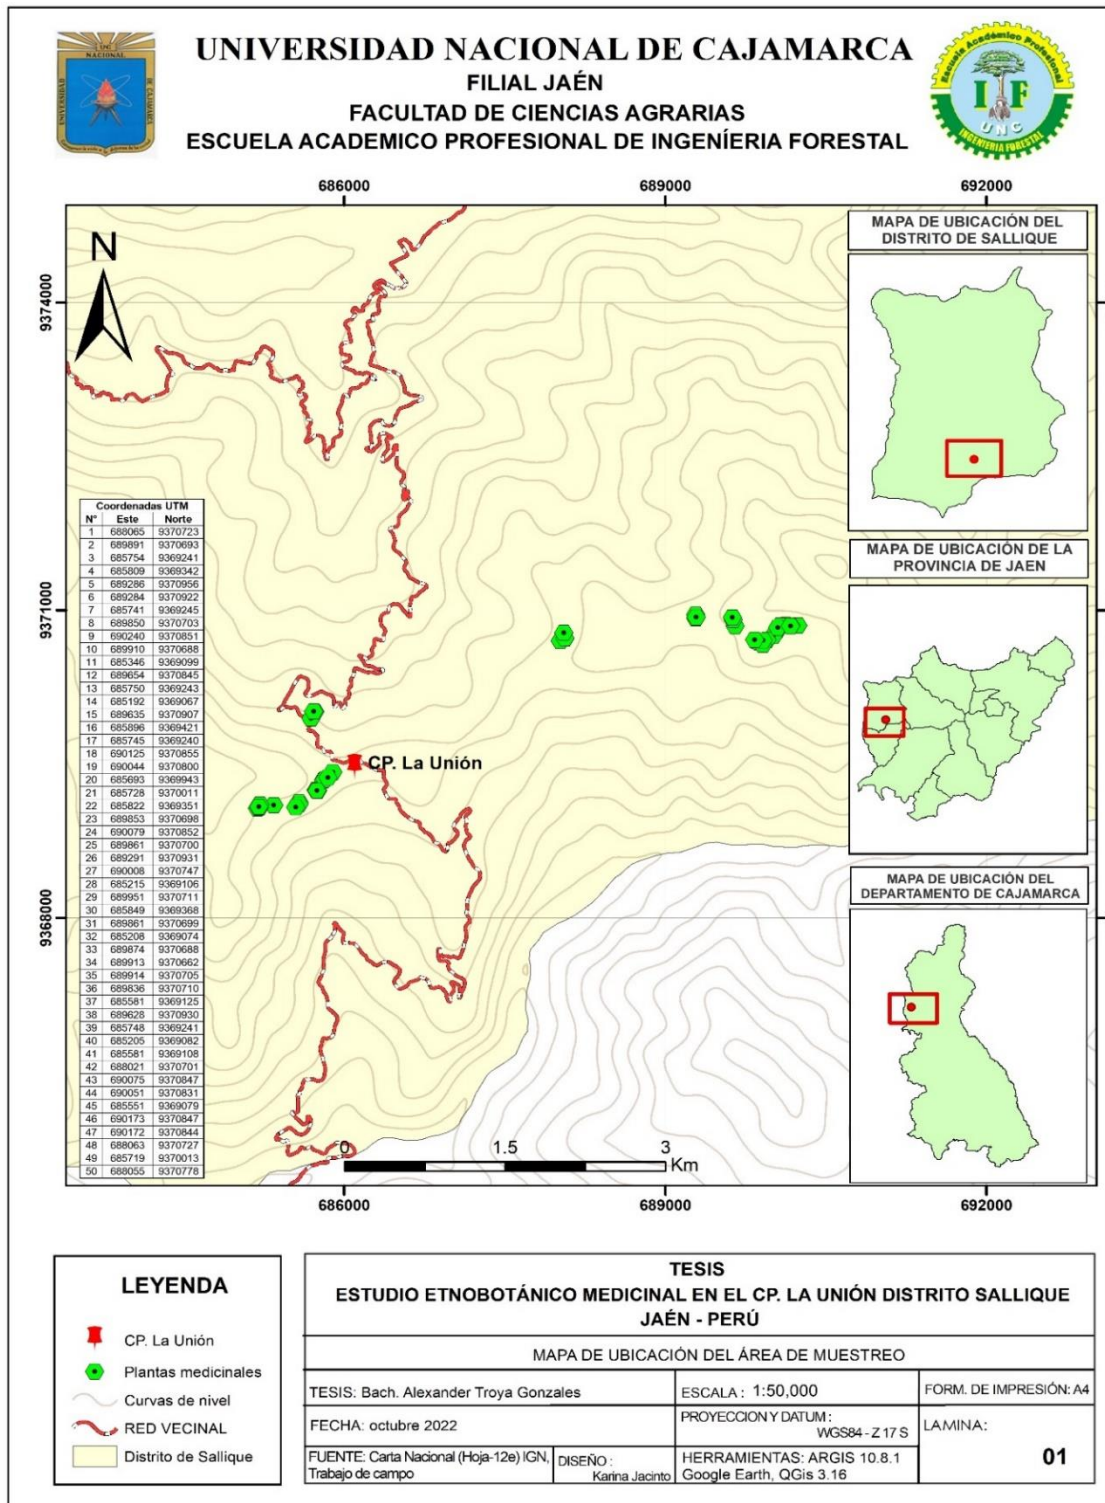 UNIVERSIDAD NACIONAL DE CAJAMARCA
FILIAL JAÉN
FACULTAD DE CIENCIAS AGRARIAS
ESCUELA ACADEMICO PROFESIONAL DE INGENÍERIA FORESTAL
UNIVERSIDAD
NACIONAL
DE CAJAMARCA
Escuela Académico Profesional
I F
UNC
INGENIERIA FORESTAL
686000 689000 692000
9374000
9371000
9368000
N
MAPA DE UBICACIÓN DEL
DISTRITO DE SALLIQUE
MAPA DE UBICACIÓN DE LA
PROVINCIA DE JAEN
MAPA DE UBICACIÓN DEL
DEPARTAMENTO DE CAJAMARCA
CP. La Unión
Coordenadas UTM
N° Este Norte
1 688065 9370723
2 689891 9370693
3 685754 9369241
4 685809 9369342
5 689286 9370956
6 689284 9370922
7 685741 9369245
8 689850 9370703
9 690240 9370851
10 689910 9370688
11 685346 9369099
12 689654 9370845
13 685750 9369243
14 685192 9369067
15 689635 9370907
16 685896 9369421
17 685745 9369240
18 690125 9370855
19 690044 9370800
20 685693 9369943
21 685728 9370011
22 685822 9369351
23 689853 9370698
24 690079 9370852
25 689861 9370700
26 689291 9370931
27 690008 9370747
28 685215 9369106
29 689951 9370711
30 685849 9369368
31 689861 9370699
32 685208 9369074
33 689874 9370688
34 689913 9370662
35 689914 9370705
36 689836 9370710
37 685581 9369125
38 689628 9370930
39 685748 9369241
40 685205 9369082
41 685581 9369108
42 688021 9370701
43 690075 9370847
44 690051 9370831
45 685551 9369079
46 690173 9370847
47 690172 9370844
48 688063 9370727
49 685719 9370013
50 688055 9370778
0 1.5 3
Km
686000 689000 692000
LEYENDA
CP. La Unión
Plantas medicinales
Curvas de nivel
RED VECINAL
Distrito de Sallique
TESIS
ESTUDIO ETNOBOTÁNICO MEDICINAL EN EL CP. LA UNIÓN DISTRITO SALLIQUE
JAÉN - PERÚ
MAPA DE UBICACIÓN DEL ÁREA DE MUESTREO
TESIS: Bach. Alexander Troya Gonzales
ESCALA : 1:50,000
FORM. DE IMPRESIÓN: A4
FECHA: octubre 2022
PROYECCION Y DATUM :
WGS84 - Z 17 S
LAMINA:
01
FUENTE: Carta Nacional (Hoja-12e) IGN,
Trabajo de campo
DISEÑO :
Karina Jacinto
HERRAMIENTAS: ARGIS 10.8.1
Google Earth, QGis 3.16